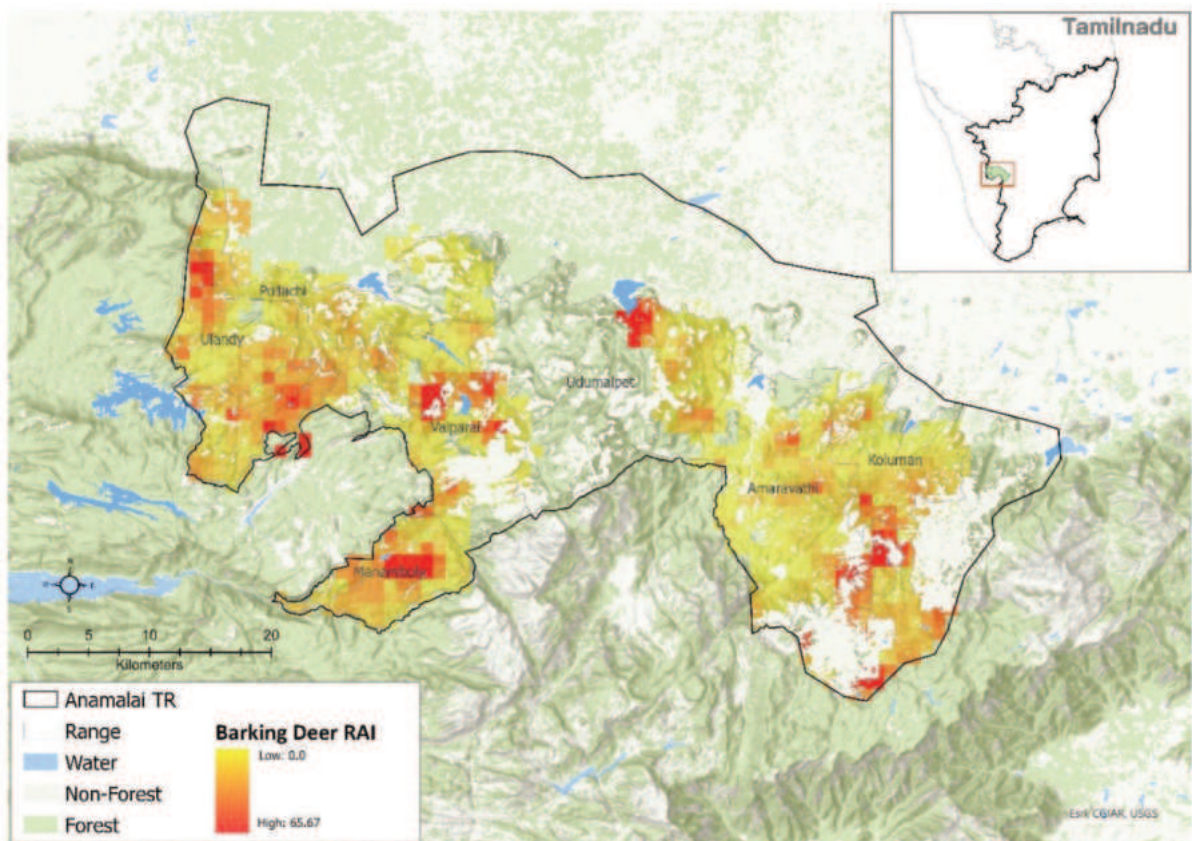 Tamilnadu
Pollachi
Ulandy
Udumalpet
Valparai
Koluman
Amaravathi
Manambolly
0 5 10 20
Kilometers
Anamalai TR
Range
Water
Non-Forest
Forest
Barking Deer RAI
Low: 0.0
High: 65.67
Esri, CGIAR, USGS